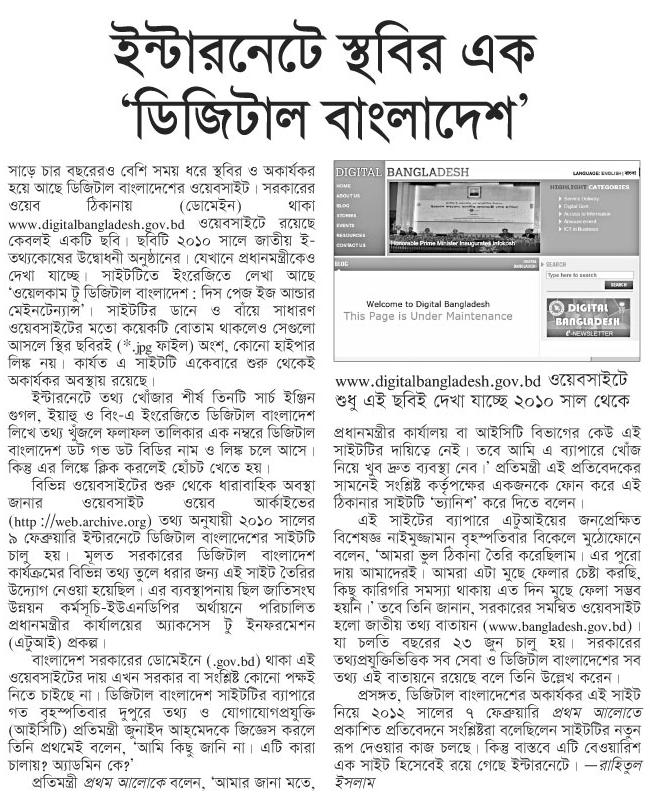 ইন্টারনেটে স্থবির এক
‘ডিজিটাল বাংলাদেশ’
সাড়ে চার বছরেরও বেশি সময় ধরে স্থবির ও অকার্যকর
হয়ে আছে ডিজিটাল বাংলাদেশের ওয়েবসাইট। সরকারের
ওয়েব ঠিকানায় (ডোমেইন) থাকা
www.digitalbangladesh.gov.bd ওয়েবসাইটে রয়েছে
কেবলই একটি ছবি। ছবিটি ২০১০ সালে জাতীয় ই-
তথ্যকোষের উদ্বোধনী অনুষ্ঠানের। যেখানে প্রধানমন্ত্রীকেও
দেখা যাচ্ছে। সাইটটিতে ইংরেজিতে লেখা আছে
‘ওয়েলকাম টু ডিজিটাল বাংলাদেশ : দিস পেজ ইজ আন্ডার
মেইনটেন্যান্স’। সাইটটির ডানে ও বাঁয়ে সাধারণ
ওয়েবসাইটের মতো কয়েকটি বোতাম থাকলেও সেগুলো
আসলে স্থির ছবিরই (*.jpg ফাইল) অংশ, কোনো হাইপার
লিঙ্ক নয়। কার্যত এ সাইটটি একেবারে শুরু থেকেই
অকার্যকর অবস্থায় রয়েছে।
ইন্টারনেটে তথ্য খোঁজার শীর্ষ তিনটি সার্চ ইঞ্জিন
গুগল, ইয়াহু ও বিং-এ ইংরেজিতে ডিজিটাল বাংলাদেশ
লিখে তথ্য খুঁজলে ফলাফল তালিকার এক নম্বরে ডিজিটাল
বাংলাদেশ ডট গভ ডট বিডির নাম ও লিঙ্ক চলে আসে।
কিন্তু এর লিঙ্কে ক্লিক করলেই হোঁচট খেতে হয়।
বিভিন্ন ওয়েবসাইটের শুরু থেকে ধারাবাহিক অবস্থা
জানার ওয়েবসাইট ওয়েব আর্কাইভের
(http ://web.archive.org) তথ্য অনুযায়ী ২০১০ সালের
৯ ফেব্রুয়ারি ইন্টারনেটে ডিজিটাল বাংলাদেশের সাইটটি
চালু হয়। মূলত সরকারের ডিজিটাল বাংলাদেশ
কার্যক্রমের বিভিন্ন তথ্য তুলে ধরার জন্য এই সাইট তৈরির
উদ্যোগ নেওয়া হয়েছিল। এর ব্যবস্থাপনায় ছিল জাতিসংঘ
উন্নয়ন কর্মসূচি-ইউএনডিপির অর্থায়নে পরিচালিত
প্রধানমন্ত্রীর কার্যালয়ের অ্যাকসেস টু ইনফরমেশন
(এটুআই) প্রকল্প।
বাংলাদেশ সরকারের ডোমেইনে (.gov.bd) থাকা এই
ওয়েবসাইটের দায় এখন সরকার বা সংশ্লিষ্ট কোনো পক্ষই
নিতে চাইছে না। ডিজিটাল বাংলাদেশ সাইটটির ব্যাপারে
গত বৃহস্পতিবার দুপুরে তথ্য ও যোগাযোগপ্রযুক্তি
(আইসিটি) প্রতিমন্ত্রী জুনাইদ আহমেদকে জিজ্ঞেস করলে
তিনি প্রথমেই বলেন, ‘আমি কিছু জানি না। এটি কারা
চালায়? অ্যাডমিন কে?’
প্রতিমন্ত্রী প্রথম আলোকে বলেন, ‘আমার জানা মতে,
DIGITAL BANGLADESH
LANGUAGE: ENGLISH | বাংলা
HOME
ABOUT US
BLOG
STORIES
EVENTS
RESOURCES
CONTACT US
Honorable Prime Minister Inaugurated Infokosh
HIGHLIGHT CATEGORIES
Service Delivery
Digital Govt
Access to Information
Announcement
ICT in Business
BLOG
DIGITAL
BANGLADESH
SEARCH
Type here to search
SEARCH
Welcome to Digital Bangladesh
This Page is Under Maintenance
DIGITAL
BANGLADESH
e-NEWSLETTER
www.digitalbangladesh.gov.bd ওয়েবসাইটে
শুধু এই ছবিই দেখা যাচ্ছে ২০১০ সাল থেকে
প্রধানমন্ত্রীর কার্যালয় বা আইসিটি বিভাগের কেউ এই
সাইটটির দায়িত্বে নেই। তবে আমি এ ব্যাপারে খোঁজ
নিয়ে খুব দ্রুত ব্যবস্থা নেব।’ প্রতিমন্ত্রী এই প্রতিবেদকের
সামনেই সংশ্লিষ্ট কর্তৃপক্ষের একজনকে ফোন করে এই
ঠিকানার সাইটটি ‘ভ্যানিশ’ করে দিতে বলেন।
এই সাইটের ব্যাপারে এটুআইয়ের জনপ্রেক্ষিত
বিশেষজ্ঞ নাইমুজ্জামান বৃহস্পতিবার বিকেলে মুঠোফোনে
বলেন, ‘আমরা ভুল ঠিকানা তৈরি করেছিলাম। এর পুরো
দায় আমাদেরই। আমরা এটা মুছে ফেলার চেষ্টা করছি,
কিছু কারিগরি সমস্যা থাকায় এত দিন মুছে ফেলা সম্ভব
হয়নি।’ তবে তিনি জানান, সরকারের সমন্বিত ওয়েবসাইট
হলো জাতীয় তথ্য বাতায়ন (www.bangladesh.gov.bd)।
যা চলতি বছরের ২৩ জুন চালু হয়। সরকারের
তথ্যপ্রযুক্তিভিত্তিক সব সেবা ও ডিজিটাল বাংলাদেশের সব
তথ্য এই বাতায়নে রয়েছে বলে তিনি উল্লেখ করেন।
প্রসঙ্গত, ডিজিটাল বাংলাদেশের অকার্যকর এই সাইট
নিয়ে ২০১২ সালের ৭ ফেব্রুয়ারি প্রথম আলোতে
প্রকাশিত প্রতিবেদনে সংশ্লিষ্টরা বলেছিলেন সাইটটির নতুন
রূপ দেওয়ার কাজ চলছে। কিন্তু বাস্তবে এটি বেওয়ারিশ
এক সাইট হিসেবেই রয়ে গেছে ইন্টারনেটে। —রাহিতুল
ইসলাম